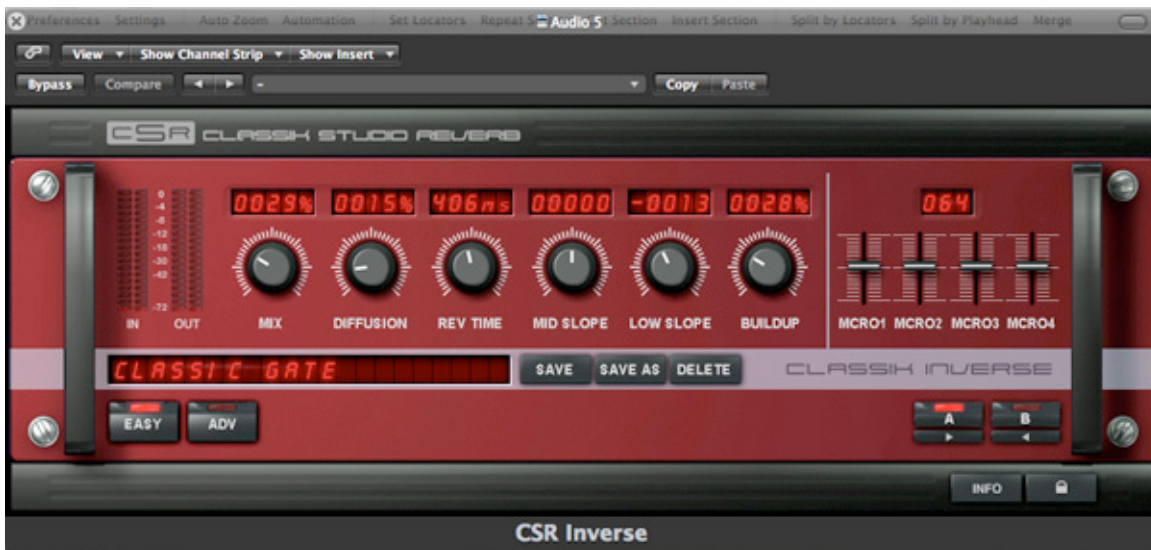 Preferences Settings Auto Zoom Automation Set Locators Repeat Audio 5 Section Insert Section Split by Locators Split by Playhead Merge
View Show Channel Strip Show Insert
Bypass Compare - Copy Paste
CSR CLASSIK STUDIO REVERB
0029% 0015% 406ms 00000 -0013 0028% 064
0
-4
-8
-12
-18
-30
-40
-72
IN OUT MIX DIFFUSION REV TIME MID SLOPE LOW SLOPE BUILDUP MCRO1 MCRO2 MCRO3 MCRO4
CLASSIC GATE SAVE SAVE AS DELETE CLASSIK INVERSE
EASY ADV A B
INFO
CSR Inverse